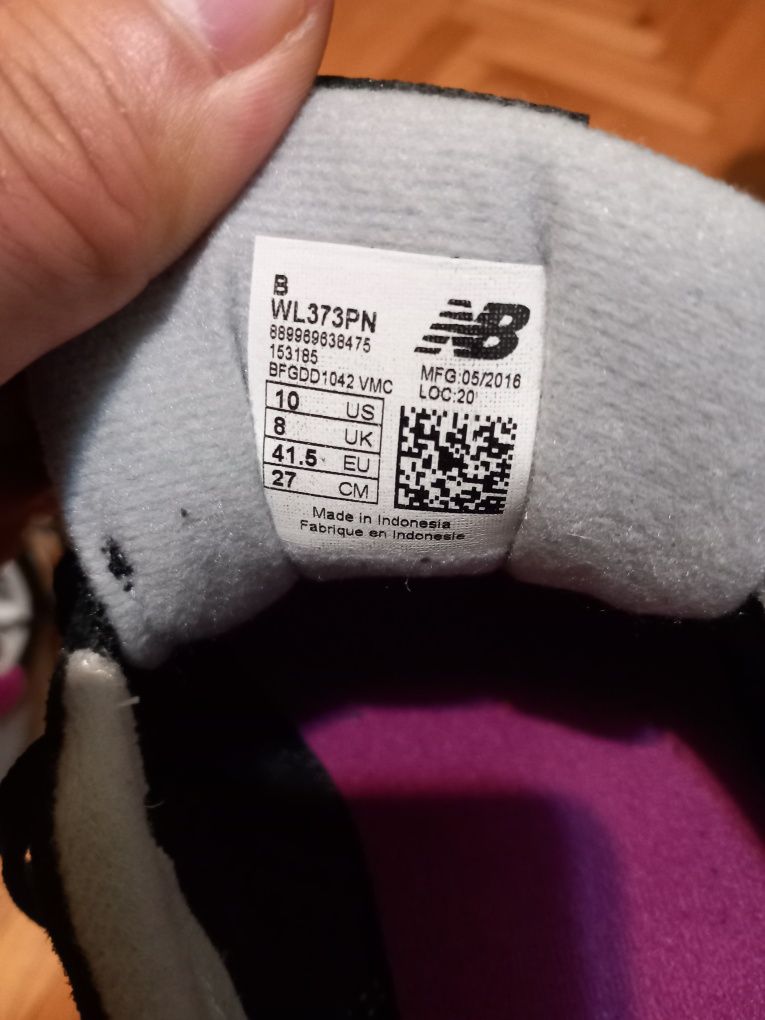 B
WL373PN
889969638475
153185
BFGDD1042 VMC
10 US
8 UK
41.5 EU
27 CM
NB
MFG:05/2016
LOC:20
Made in Indonesia
Fabrique en Indonesie